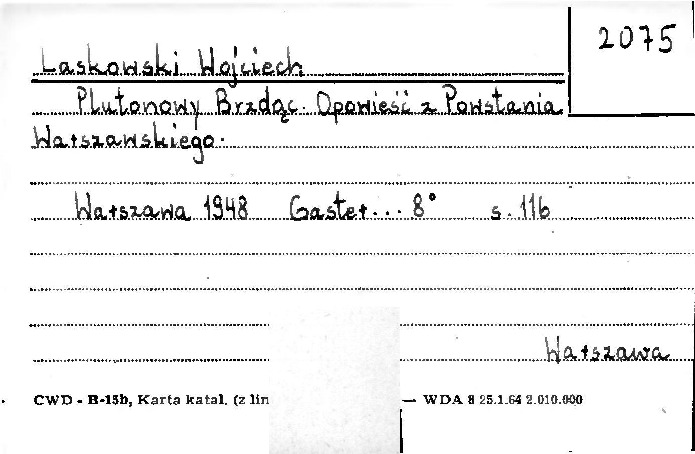 2075
Laskowski Wojciech
Plutonowy Brzdąc. Opowieść z Powstania
Warszawskiego.
Warszawa 1948 Gaster... 8° s. 116
Warszawa
CWD - B-15b, Karta katal. (z lin — WDA 8 25.1.64 2.010.000